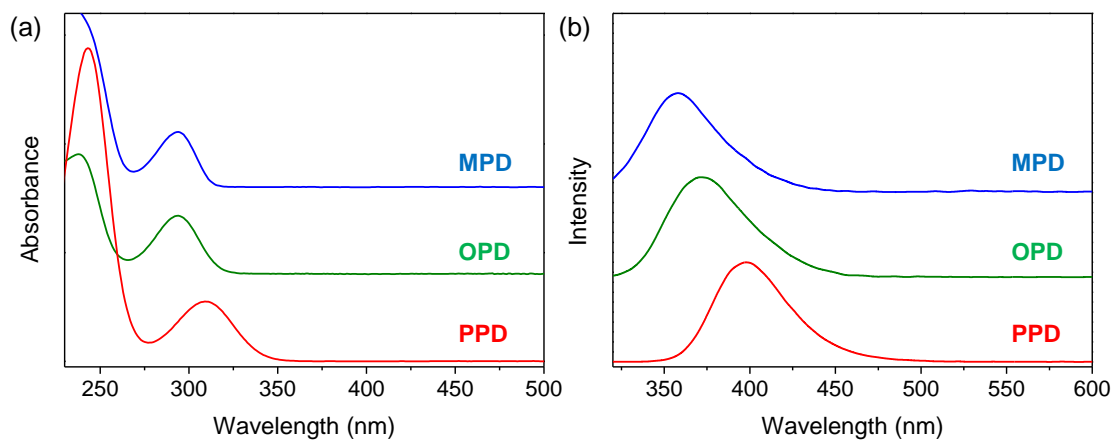 (a)
Absorbance
MPD
OPD
PPD
250 300 350 400 450 500
Wavelength (nm)
(b)
Intensity
MPD
OPD
PPD
350 400 450 500 550 600
Wavelength (nm)